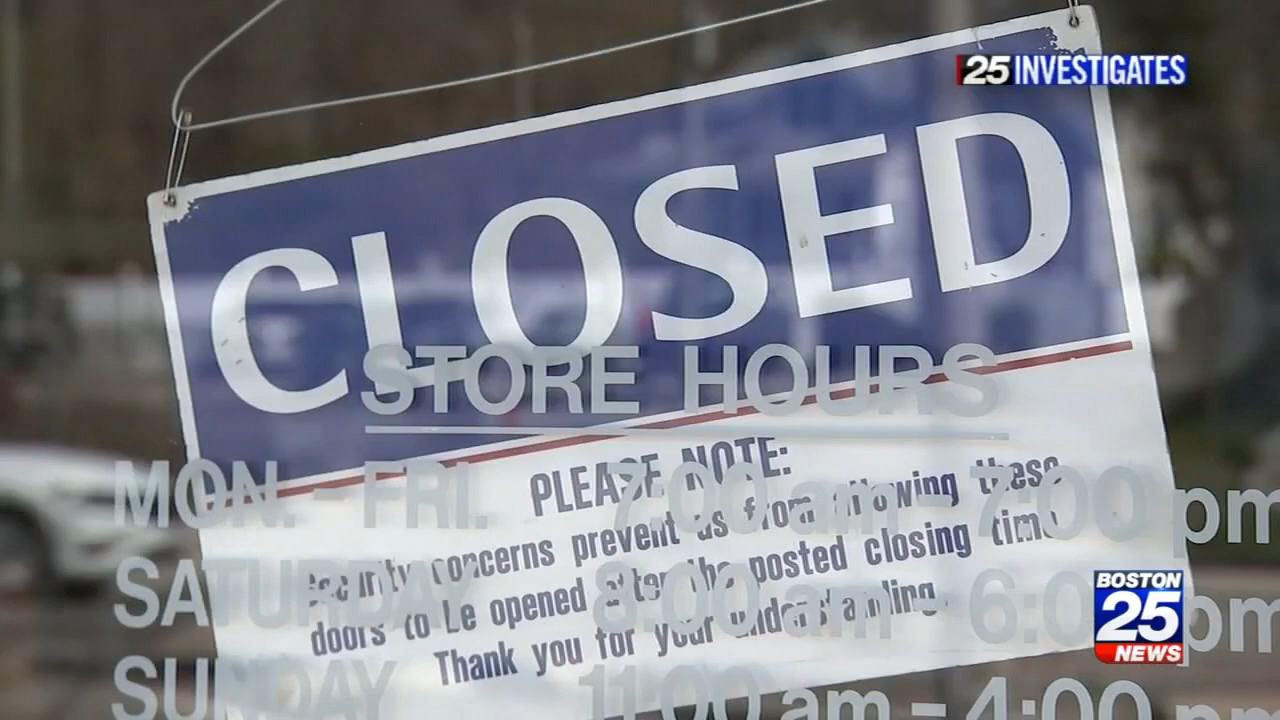 25 INVESTIGATES
CLOSED
STORE HOURS
PLEASE NOTE:
MON. - FRI. 7:00 am - 7:00 pm
Security concerns prevent us from allowing these
doors to be opened after the posted closing time
Thank you for your understanding.
SATURDAY 8:00 am - 6:00 pm
SUNDAY 11:00 am - 4:00 pm
BOSTON
25
NEWS